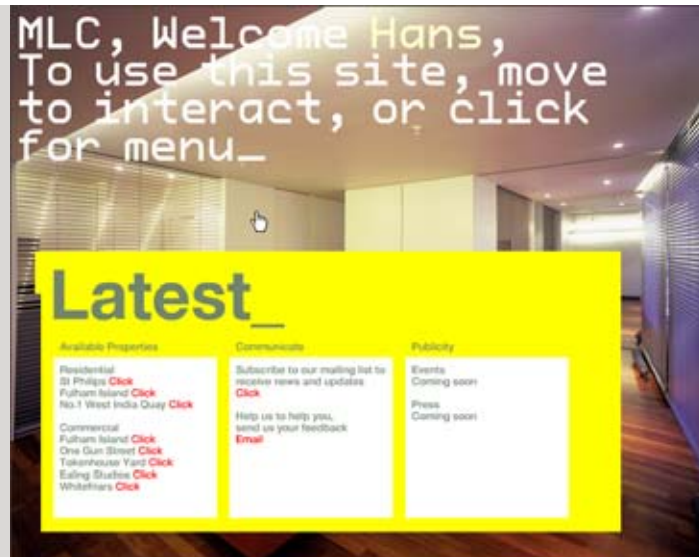 MLC, Welcome Hans,
To use this site, move
to interact, or click
for menu_
Latest_
Available Properties
Residential
St Philips Click
Fulham Island Click
No.1 West India Quay Click
Commercial
Fulham Island Click
One Gun Street Click
Tokenhouse Yard Click
Ealing Studios Click
Whitefriars Click
Communicate
Subscribe to our mailing list to
receive news and updates
Click
Help us to help you,
send us your feedback
Email
Publicity
Events
Coming soon
Press
Coming soon